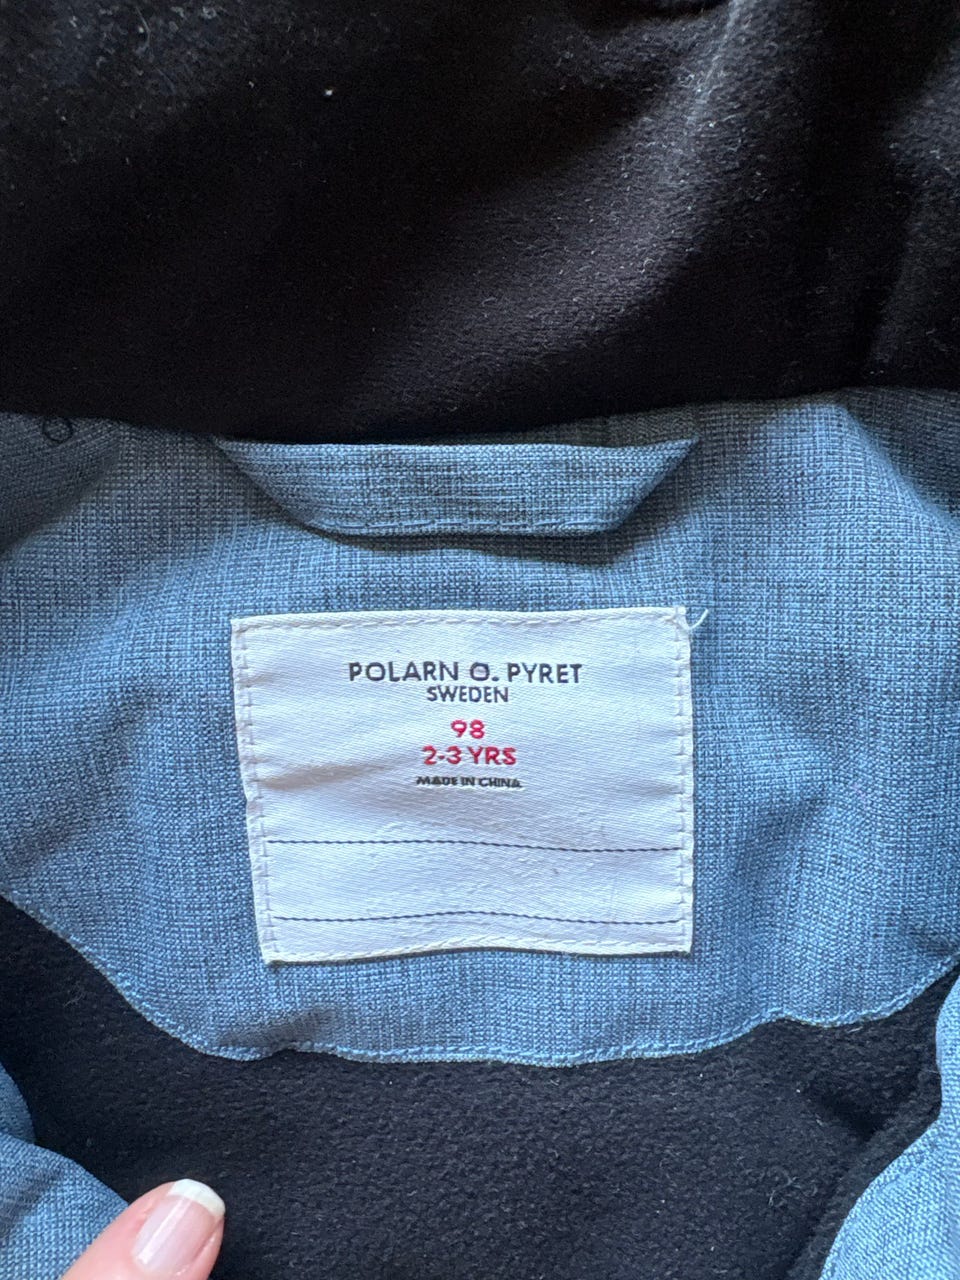 POLARN O. PYRET
SWEDEN
98
2-3 YRS
MADE IN CHINA